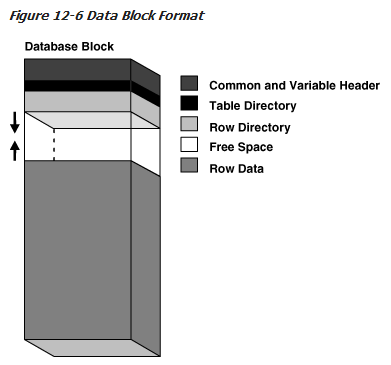 Figure 12-6 Data Block Format
Database Block
Common and Variable Header
Table Directory
Row Directory
Free Space
Row Data